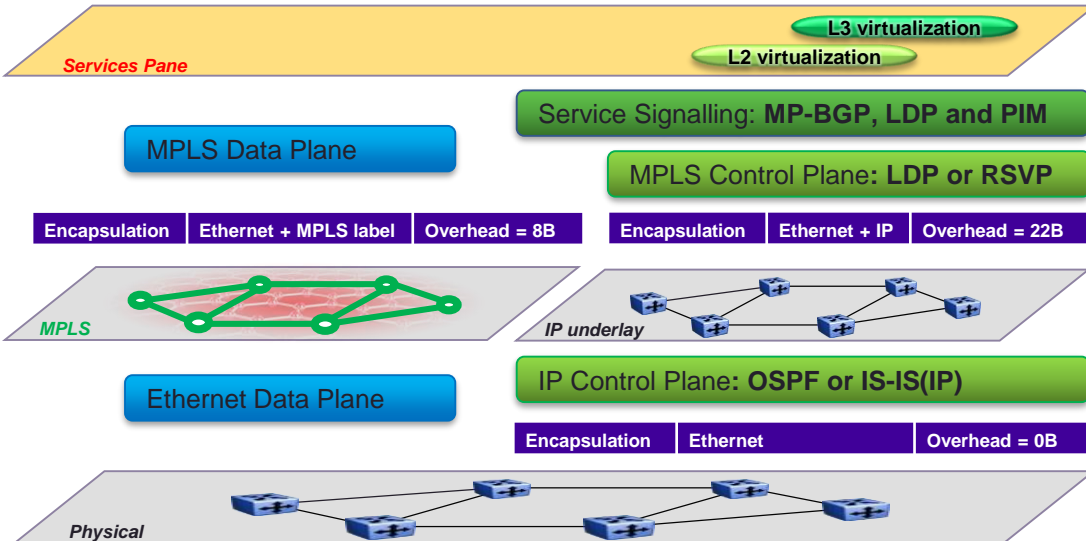 L3 virtualization
L2 virtualization
Services Pane
Service Signalling: MP-BGP, LDP and PIM
MPLS Data Plane
MPLS Control Plane: LDP or RSVP
Encapsulation Ethernet + MPLS label Overhead = 8B
Encapsulation Ethernet + IP Overhead = 22B
MPLS
IP underlay
IP Control Plane: OSPF or IS-IS(IP)
Ethernet Data Plane
Encapsulation Ethernet Overhead = 0B
Physical